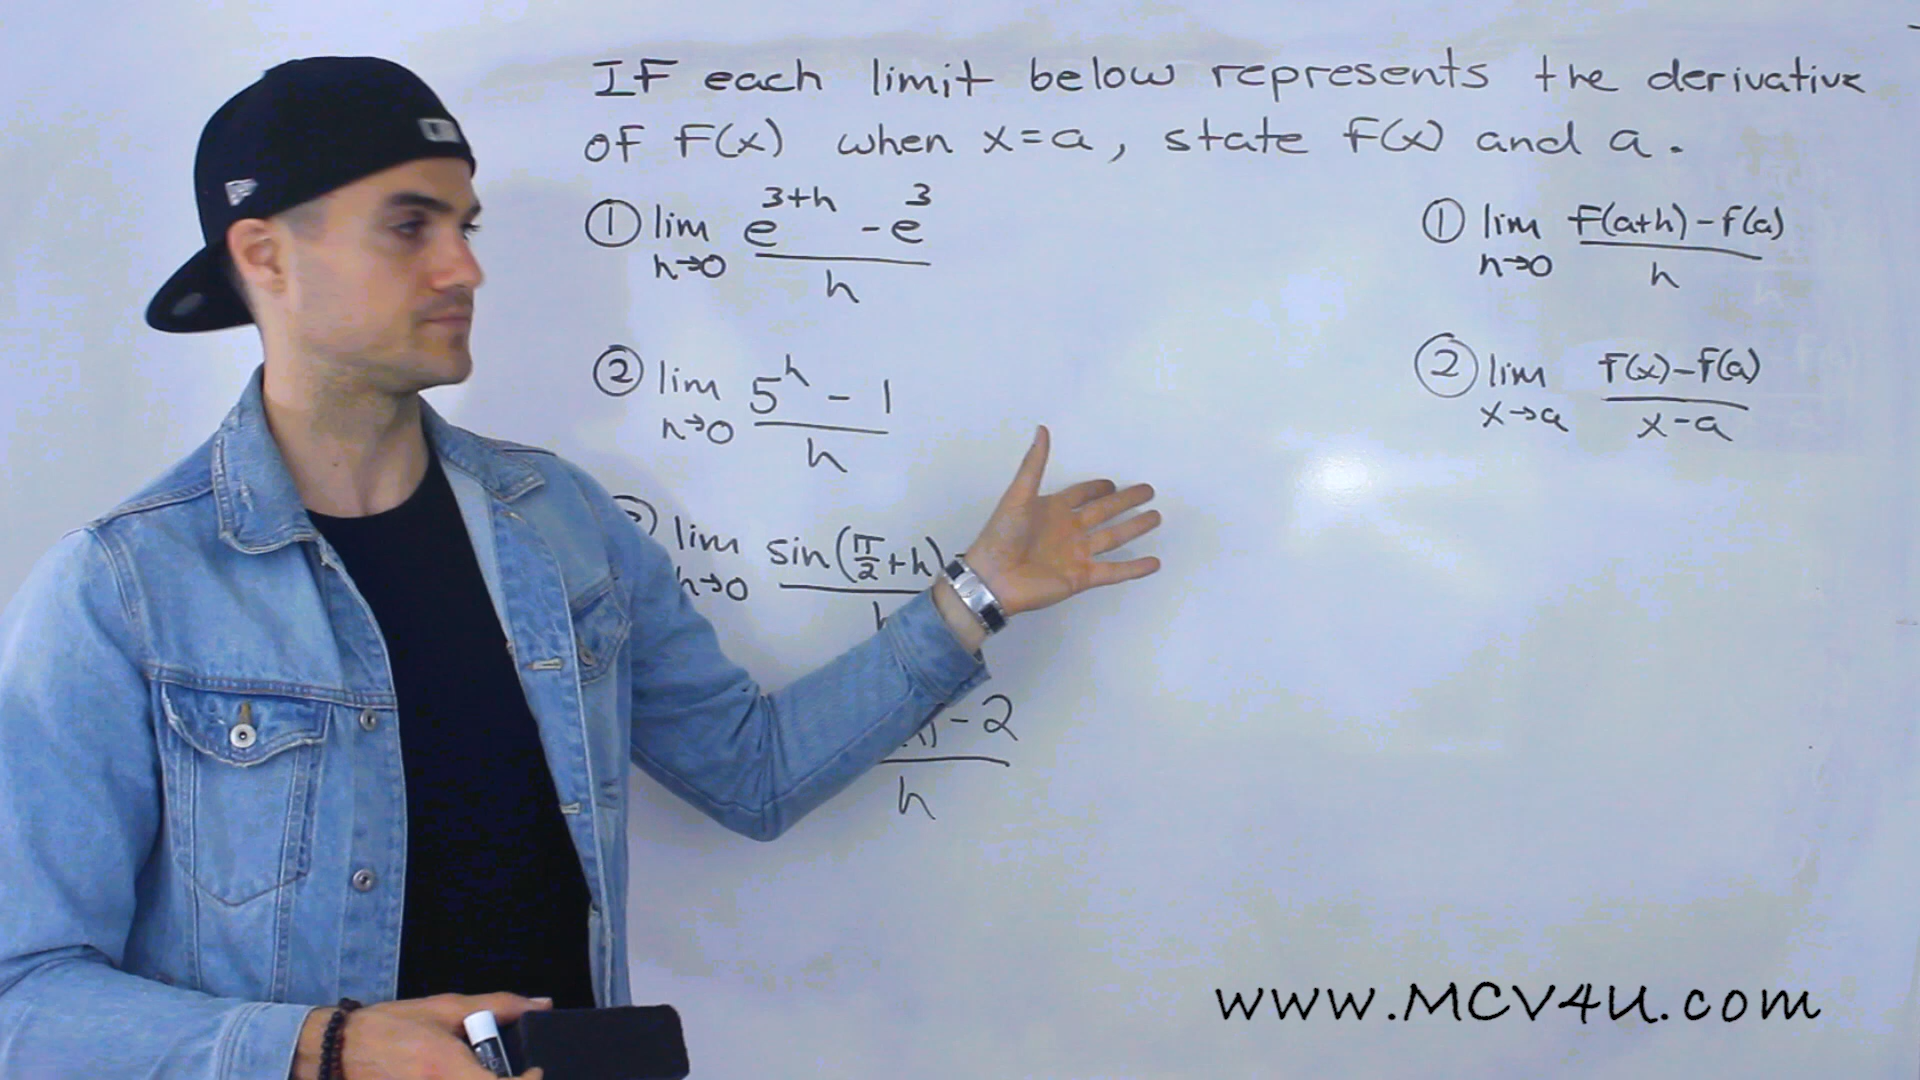 IF each limit below represents the derivative
of F(x) when x=a, state F(x) and a.
① lim e^(3+h) - e^3
h→0 h
② lim 5^h - 1
h→0 h
lim sin(π/2 + h)
h→0
- 2
h
① lim F(a+h) - f(a)
h→0 h
② lim F(x) - f(a)
x→a x-a
www.MCV4U.com